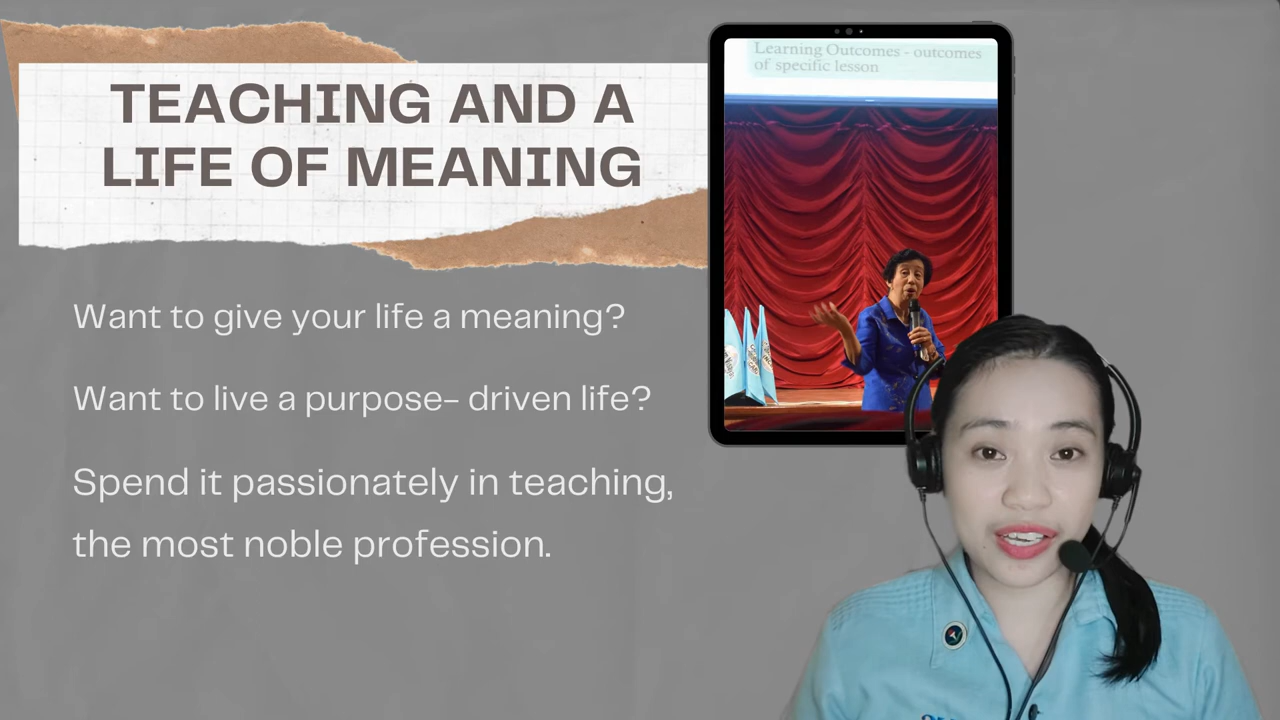 TEACHING AND A
LIFE OF MEANING
Want to give your life a meaning?
Want to live a purpose- driven life?
Spend it passionately in teaching,
the most noble profession.
Learning Outcomes - outcomes
of specific lesson